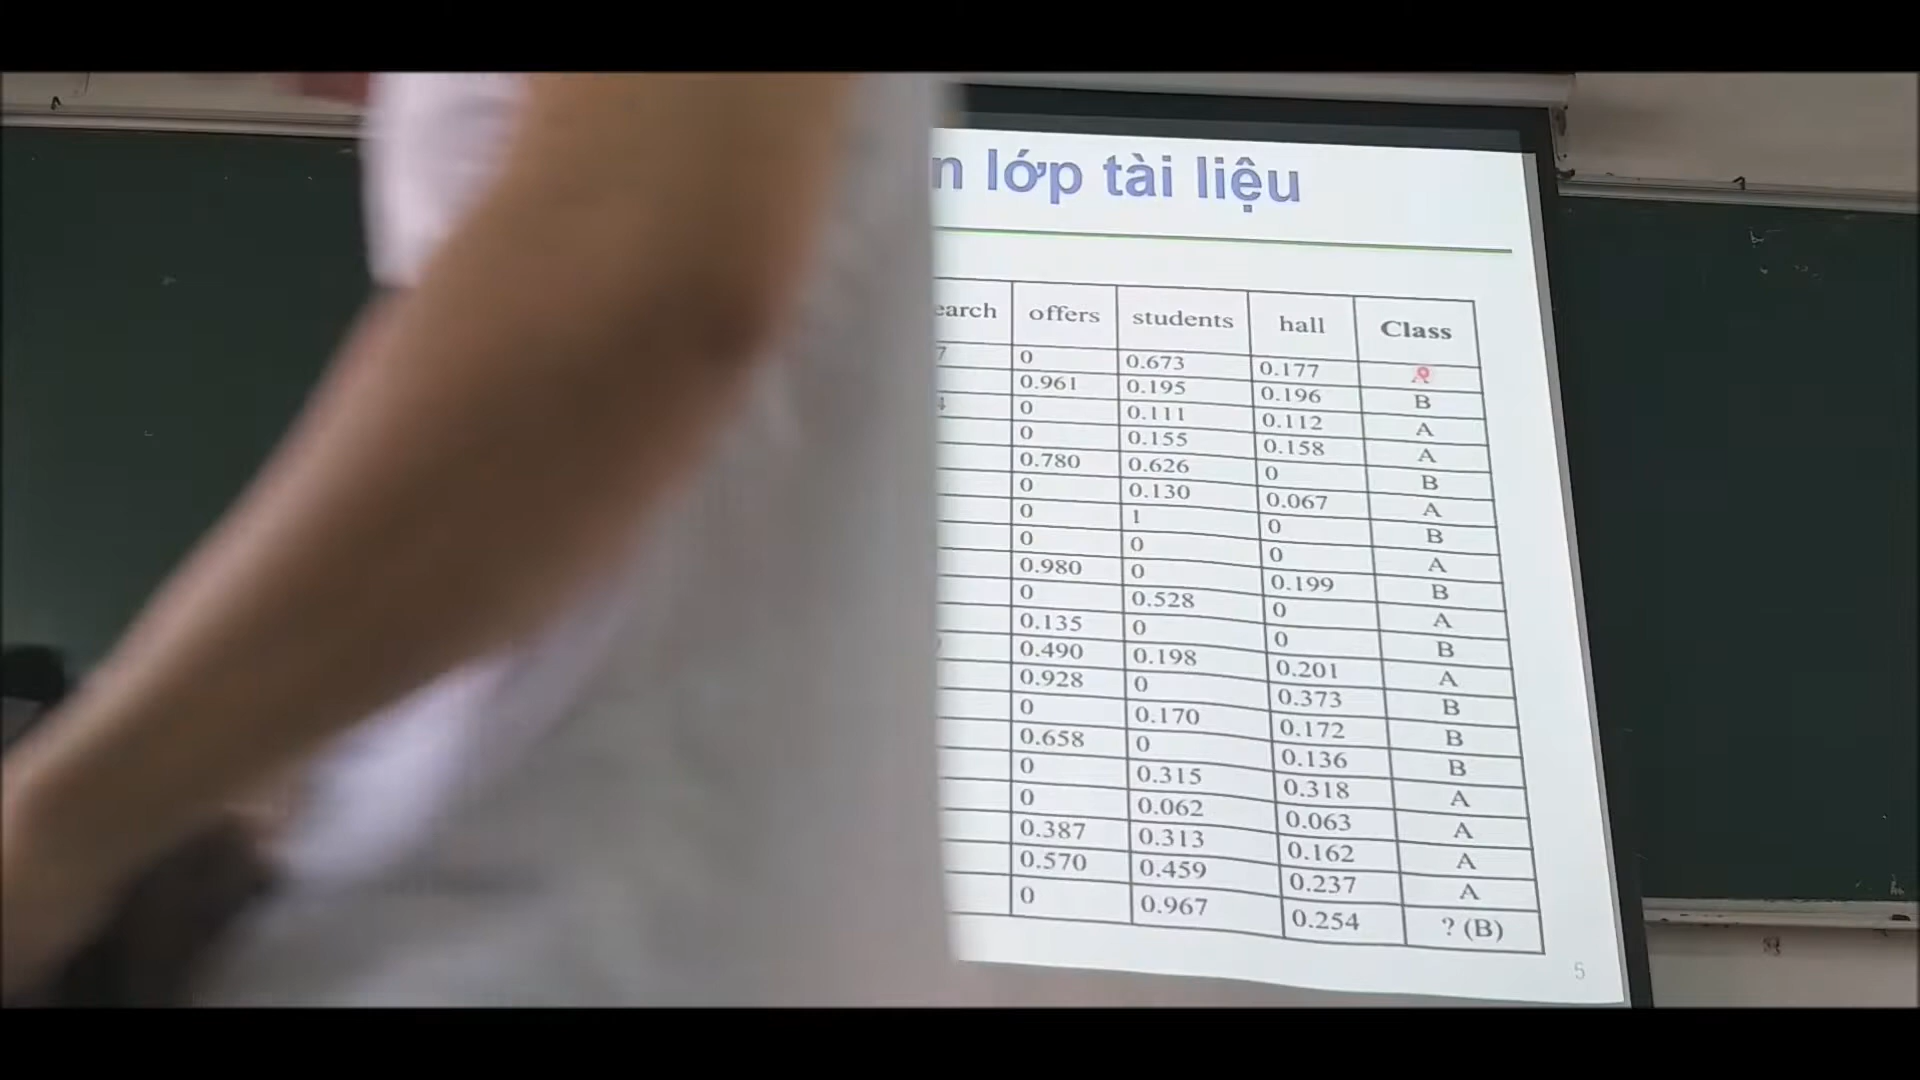 lớp tài liệu
offers students hall Class
0 0.673 0.177
0.961 0.195 0.196 B
0 0.111 0.112 A
0 0.155 0.158 A
0.780 0.626 0 B
0 0.130 0.067 A
0 1 0 B
0 0 0 A
0.980 0 0.199 B
0 0.528 0 A
0.135 0 0 B
0.490 0.198 0.201 A
0.928 0 0.373 B
0 0.170 0.172 B
0.658 0 0.136 B
0 0.315 0.318 A
0 0.062 0.063 A
0.387 0.313 0.162 A
0.570 0.459 0.237 A
0 0.967 0.254 ? (B)
5